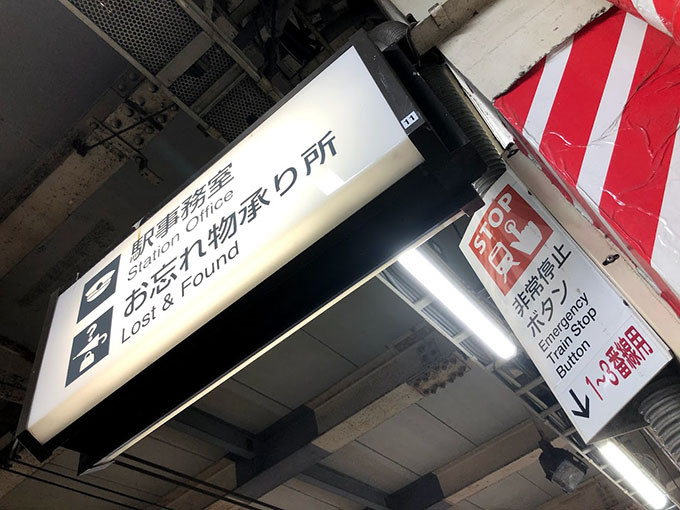 駅事務室
Station Office
お忘れ物承り所
Lost & Found
?
11
STOP
非常停止
ボタン
Emergency
Train Stop
Button
1~3番線用